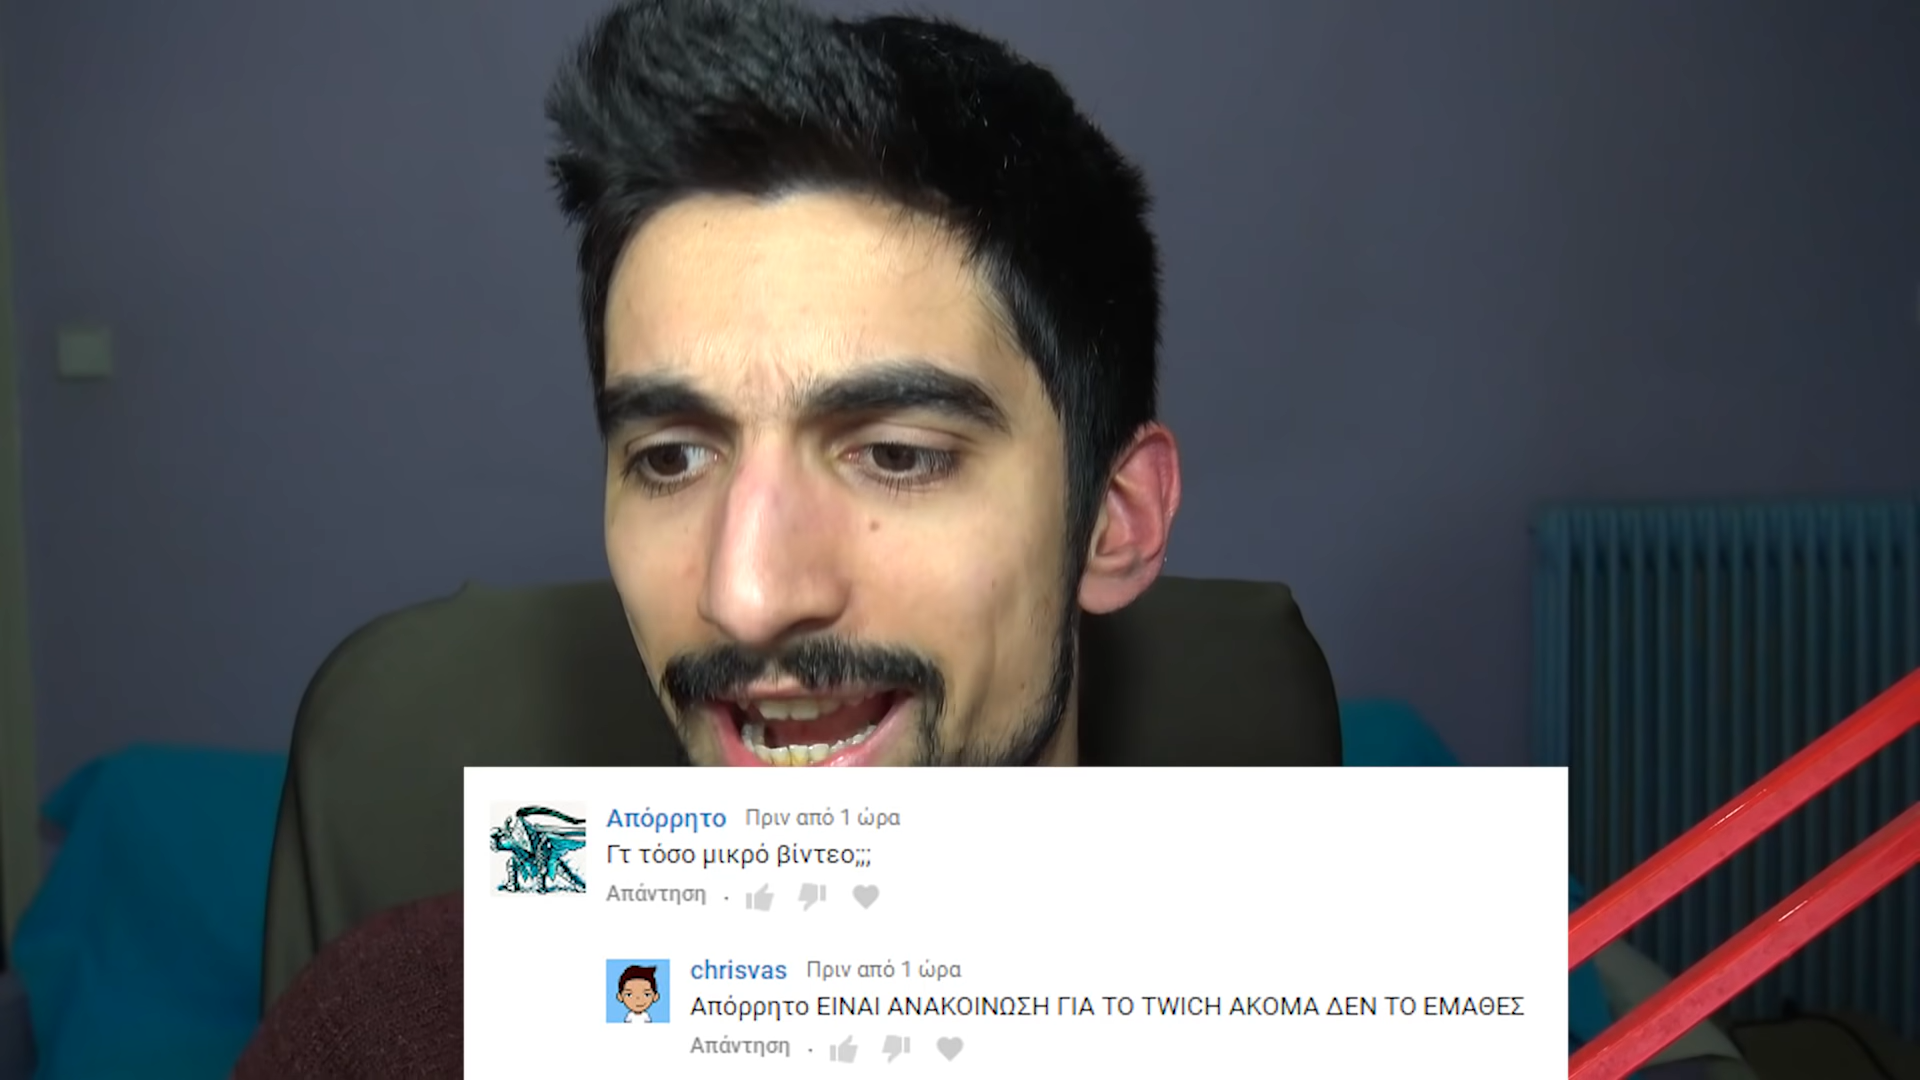 Απόρρητο Πριν από 1 ώρα
Γτ τόσο μικρό βίντεο;;;
Απάντηση .
chrisvas Πριν από 1 ώρα
Απόρρητο ΕΙΝΑΙ ΑΝΑΚΟΙΝΩΣΗ ΓΙΑ ΤΟ TWICH ΑΚΟΜΑ ΔΕΝ ΤΟ ΕΜΑΘΕΣ
Απάντηση .